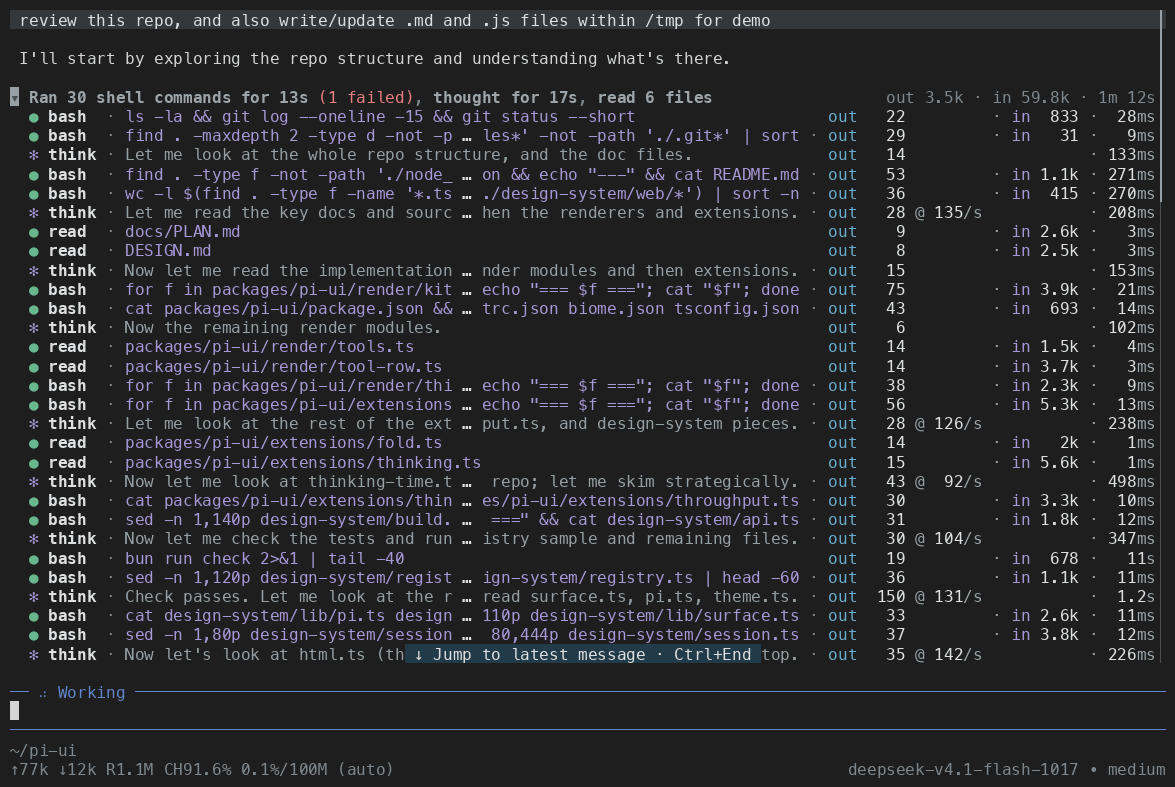 review this repo, and also write/update .md and .js files within /tmp for demo
I'll start by exploring the repo structure and understanding what's there.
▾ Ran 30 shell commands for 13s (1 failed), thought for 17s, read 6 files out 3.5k · in 59.8k · 1m 12s
● bash · ls -la && git log --oneline -15 && git status --short out 22 · in 833 · 28ms
● bash · find . -maxdepth 2 -type d -not -p … les*' -not -path './.git*' | sort · out 29 · in 31 · 9ms
✻ think · Let me look at the whole repo structure, and the doc files. out 14 · 133ms
● bash · find . -type f -not -path './node_ … on && echo "---" && cat README.md · out 53 · in 1.1k · 271ms
● bash · wc -l $(find . -type f -name '*.ts … ./design-system/web/*') | sort -n · out 36 · in 415 · 270ms
✻ think · Let me read the key docs and sourc … hen the renderers and extensions. · out 28 @ 135/s · 208ms
● read · docs/PLAN.md out 9 · in 2.6k · 3ms
● read · DESIGN.md out 8 · in 2.5k · 3ms
✻ think · Now let me read the implementation … nder modules and then extensions. · out 15 · 153ms
● bash · for f in packages/pi-ui/render/kit … echo "=== $f ==="; cat "$f"; done · out 75 · in 3.9k · 21ms
● bash · cat packages/pi-ui/package.json && … trc.json biome.json tsconfig.json · out 43 · in 693 · 14ms
✻ think · Now the remaining render modules. out 6 · 102ms
● read · packages/pi-ui/render/tools.ts out 14 · in 1.5k · 4ms
● read · packages/pi-ui/render/tool-row.ts out 14 · in 3.7k · 3ms
● bash · for f in packages/pi-ui/render/thi … echo "=== $f ==="; cat "$f"; done · out 38 · in 2.3k · 9ms
● bash · for f in packages/pi-ui/extensions … echo "=== $f ==="; cat "$f"; done · out 56 · in 5.3k · 13ms
✻ think · Let me look at the rest of the ext … put.ts, and design-system pieces. · out 28 @ 126/s · 238ms
● read · packages/pi-ui/extensions/fold.ts out 14 · in 2k · 1ms
● read · packages/pi-ui/extensions/thinking.ts out 15 · in 5.6k · 1ms
✻ think · Now let me look at thinking-time.t … repo; let me skim strategically. · out 43 @ 92/s · 498ms
● bash · cat packages/pi-ui/extensions/thin … es/pi-ui/extensions/throughput.ts · out 30 · in 3.3k · 10ms
● bash · sed -n 1,140p design-system/build. … ===" && cat design-system/api.ts · out 31 · in 1.8k · 12ms
✻ think · Now let me check the tests and run … istry sample and remaining files. · out 30 @ 104/s · 347ms
● bash · bun run check 2>&1 | tail -40 out 19 · in 678 · 11s
● bash · sed -n 1,120p design-system/regist … ign-system/registry.ts | head -60 · out 36 · in 1.1k · 11ms
✻ think · Check passes. Let me look at the r … read surface.ts, pi.ts, theme.ts. · out 150 @ 131/s · 1.2s
● bash · cat design-system/lib/pi.ts design … 110p design-system/lib/surface.ts · out 33 · in 2.6k · 11ms
● bash · sed -n 1,80p design-system/session … 80,444p design-system/session.ts · out 37 · in 3.8k · 12ms
✻ think · Now let's look at html.ts (th ↓ Jump to latest message · Ctrl+End top. · out 35 @ 142/s · 226ms
Working
~/pi-ui
↑77k ↓12k R1.1M CH91.6% 0.1%/100M (auto) deepseek-v4.1-flash-1017 • medium